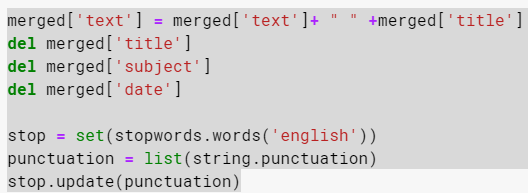 merged['text'] = merged['text']+ " " +merged['title']
del merged['title']
del merged['subject']
del merged['date']
stop = set(stopwords.words('english'))
punctuation = list(string.punctuation)
stop.update(punctuation)